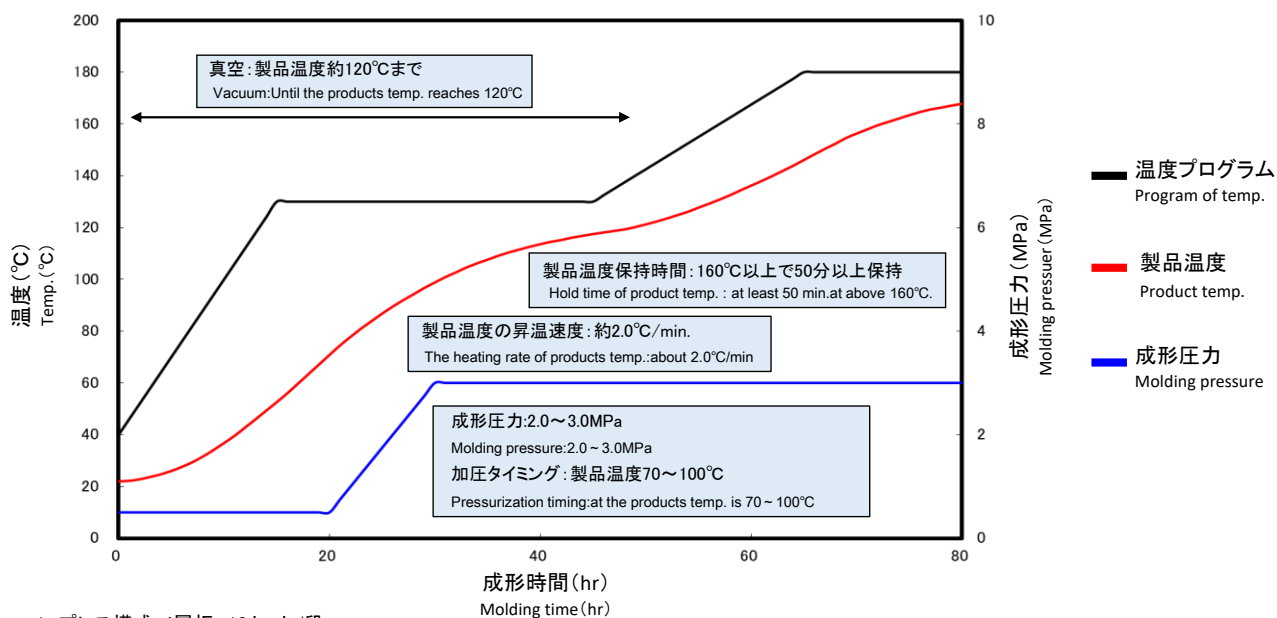 200
180
160
140
120
100
80
60
40
20
0
温度(℃)
Temp.(℃)
真空:製品温度約120℃まで
Vacuum:Until the products temp. reaches 120℃
製品温度保持時間:160℃以上で50分以上保持
Hold time of product temp. : at least 50 min.at above 160℃.
製品温度の昇温速度:約2.0℃/min.
The heating rate of products temp.:about 2.0℃/min
成形圧力:2.0～3.0MPa
Molding pressure:2.0～3.0MPa
加圧タイミング:製品温度70～100℃
Pressurization timing:at the products temp. is 70～100℃
10
8
6
4
2
0
成形圧力(MPa)
Molding pressuer(MPa)
0 20 40 60 80
成形時間(hr)
Molding time(hr)
温度プログラム
Program of temp.
製品温度
Product temp.
成形圧力
Molding pressure